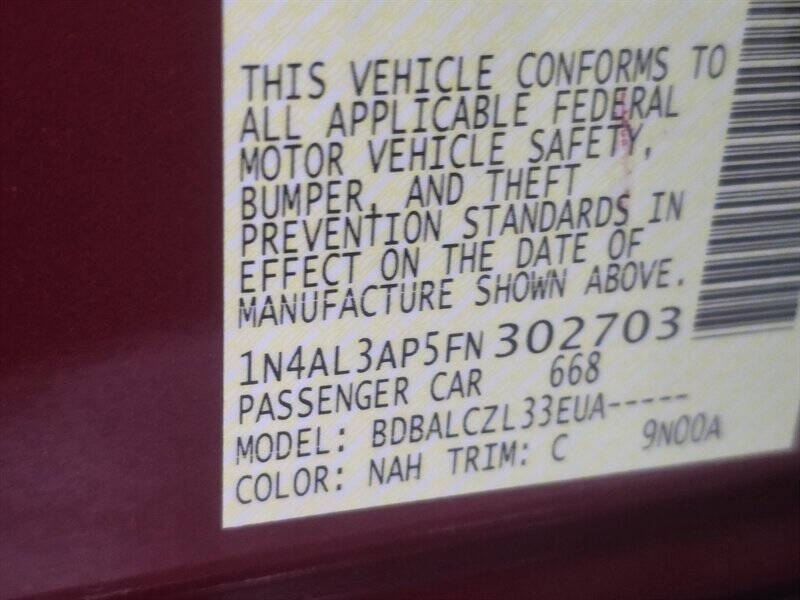 THIS VEHICLE CONFORMS TO
ALL APPLICABLE FEDERAL
MOTOR VEHICLE SAFETY,
BUMPER, AND THEFT
PREVENTION STANDARDS IN
EFFECT ON THE DATE OF
MANUFACTURE SHOWN ABOVE.
1N4AL3AP5FN302703
PASSENGER CAR 668
MODEL: BDBALCZL33EUA-----
COLOR: NAH TRIM: C 9N00A